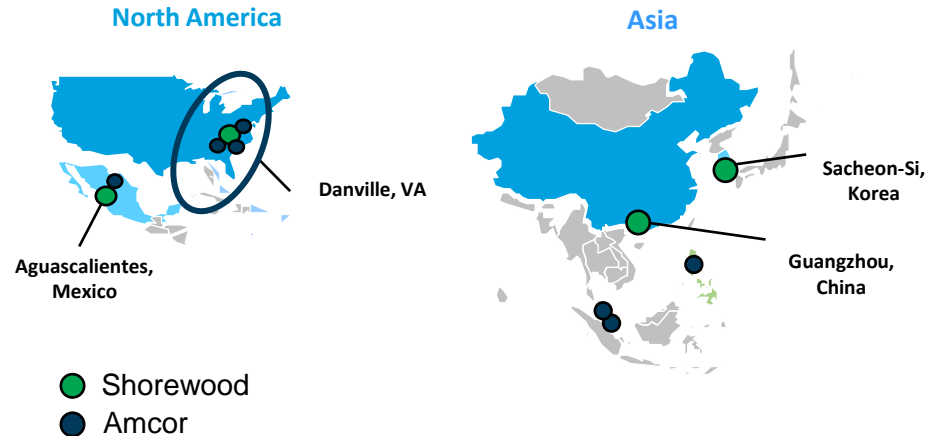 North America
Asia
Danville, VA
Aguascalientes,
Mexico
Sacheon-Si,
Korea
Guangzhou,
China
Shorewood
Amcor